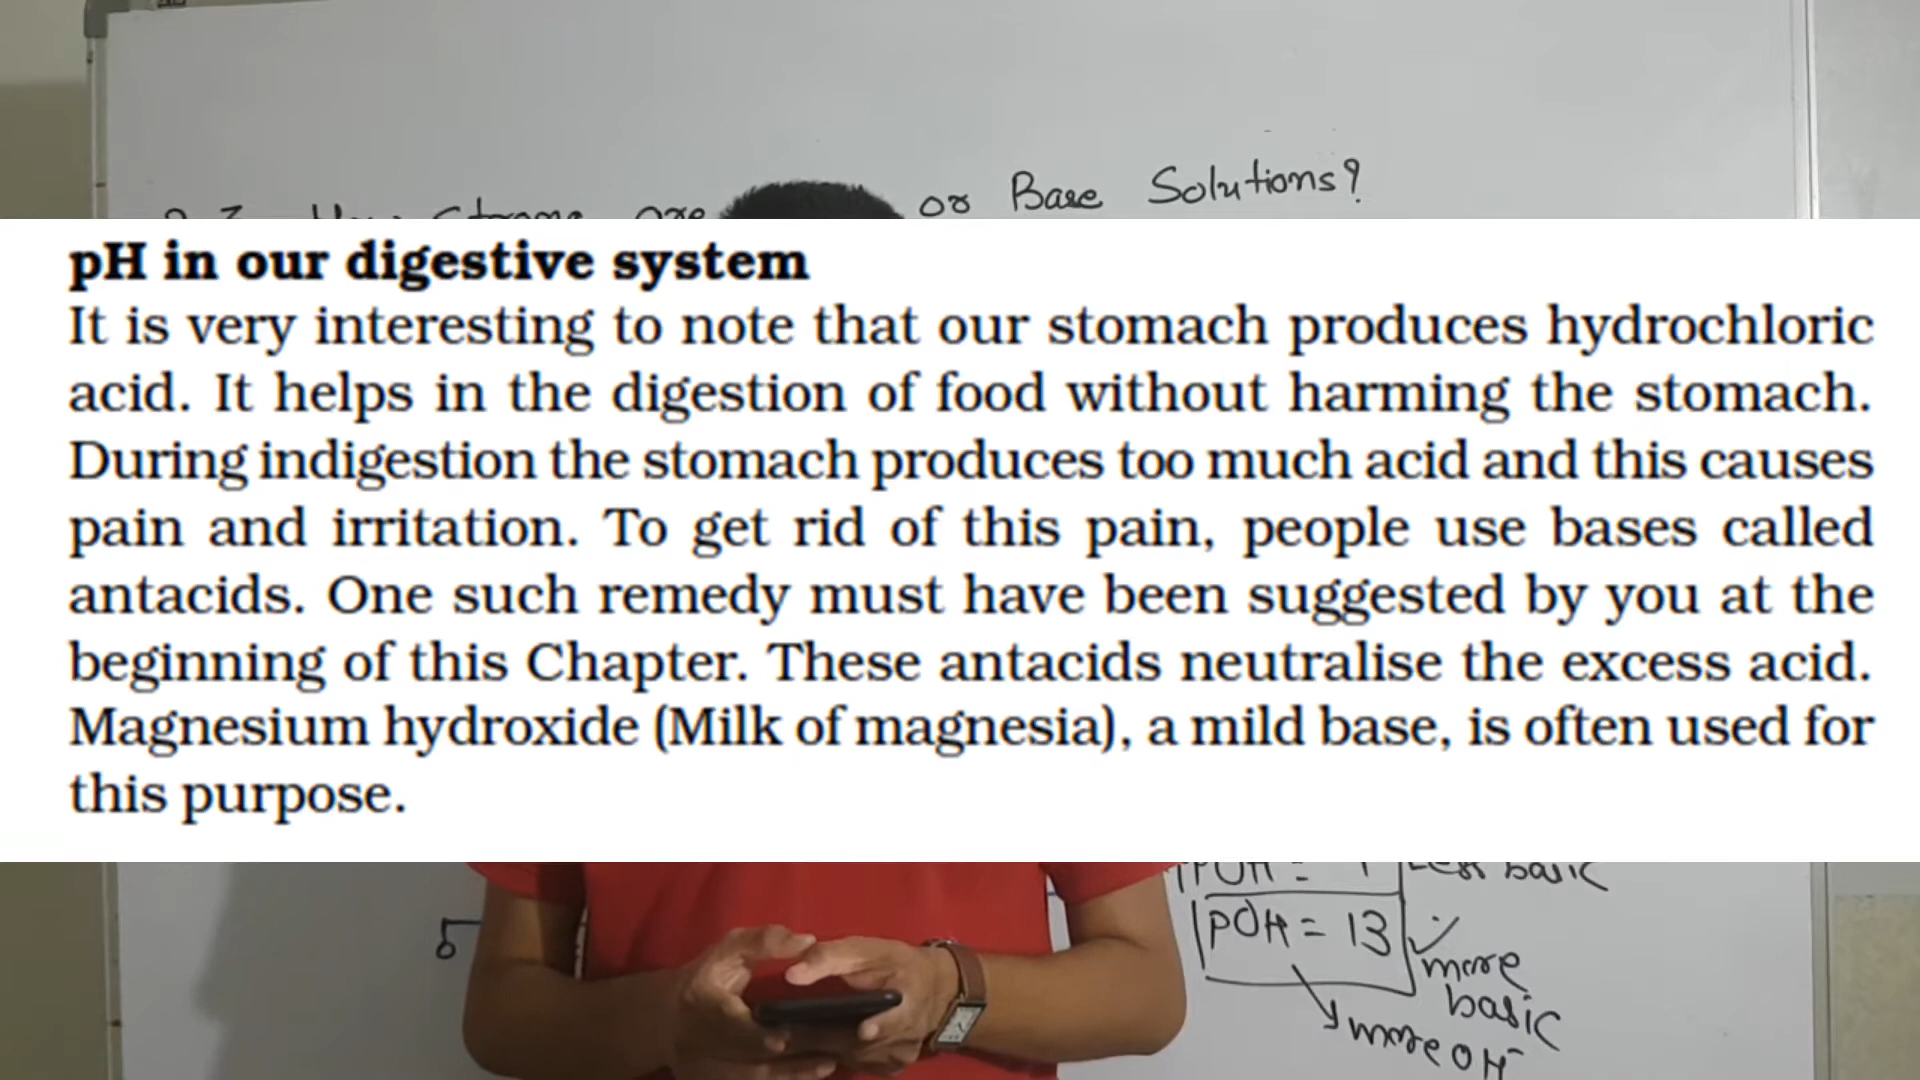 or Base Solutions?
pH in our digestive system
It is very interesting to note that our stomach produces hydrochloric
acid. It helps in the digestion of food without harming the stomach.
During indigestion the stomach produces too much acid and this causes
pain and irritation. To get rid of this pain, people use bases called
antacids. One such remedy must have been suggested by you at the
beginning of this Chapter. These antacids neutralise the excess acid.
Magnesium hydroxide (Milk of magnesia), a mild base, is often used for
this purpose.
basic
POH = 13
more
basic
more OH⁻